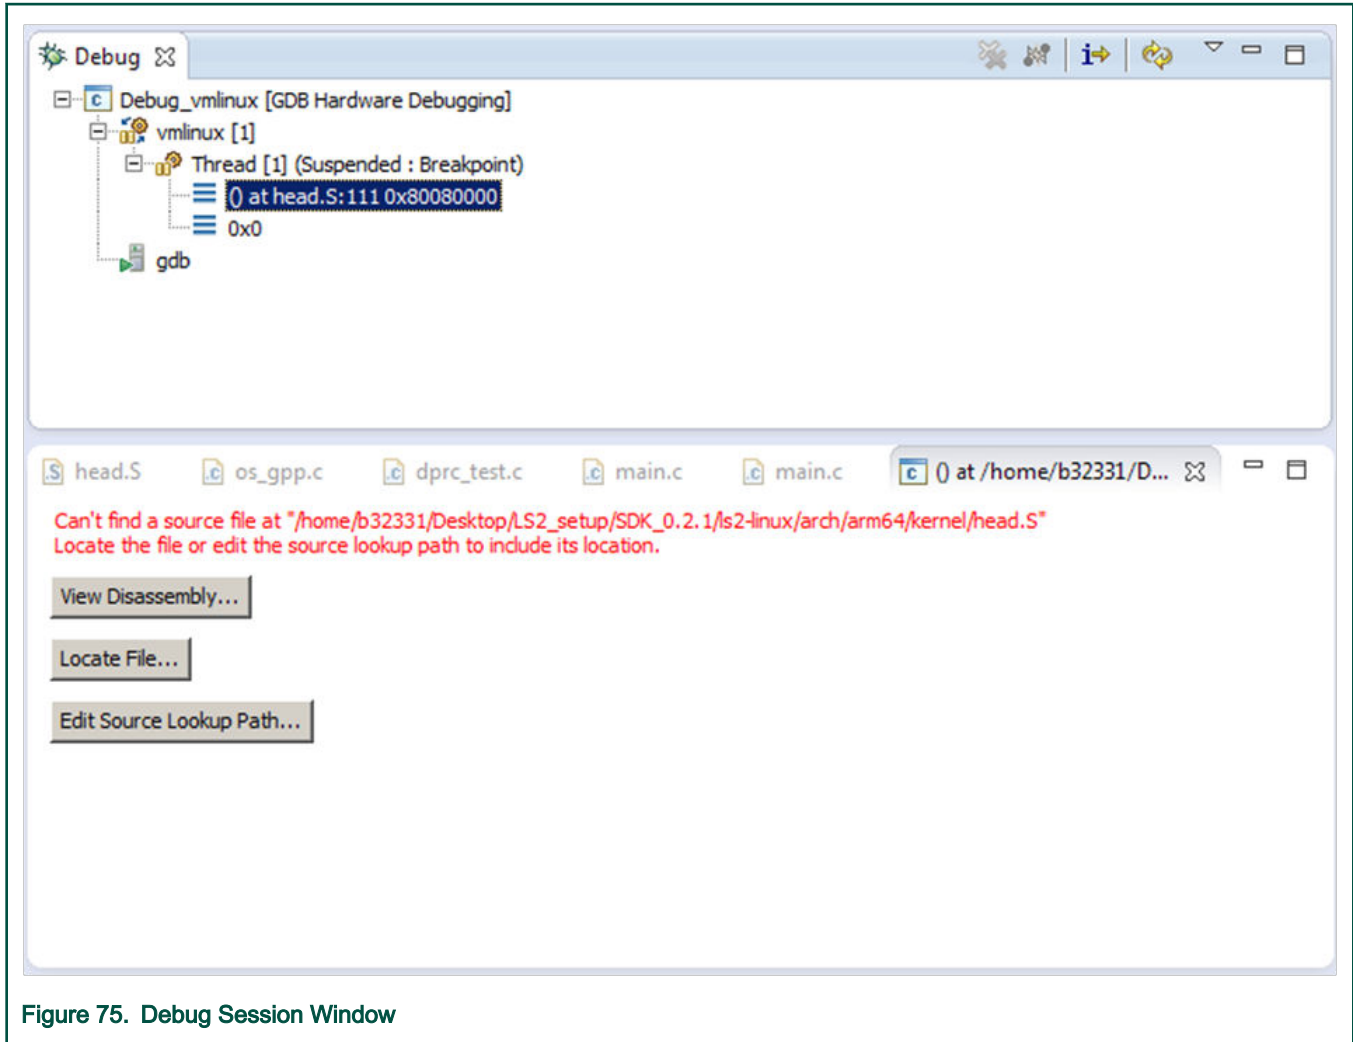 Debug
Debug_vmlinux [GDB Hardware Debugging]
vmlinux [1]
Thread [1] (Suspended : Breakpoint)
() at head.S:111 0x80080000
0x0
gdb
head.S os_gpp.c dprc_test.c main.c main.c () at /home/b32331/D...
Can't find a source file at "/home/b32331/Desktop/LS2_setup/SDK_0.2.1/ls2-linux/arch/arm64/kernel/head.S"
Locate the file or edit the source lookup path to include its location.
View Disassembly...
Locate File...
Edit Source Lookup Path...
Figure 75. Debug Session Window